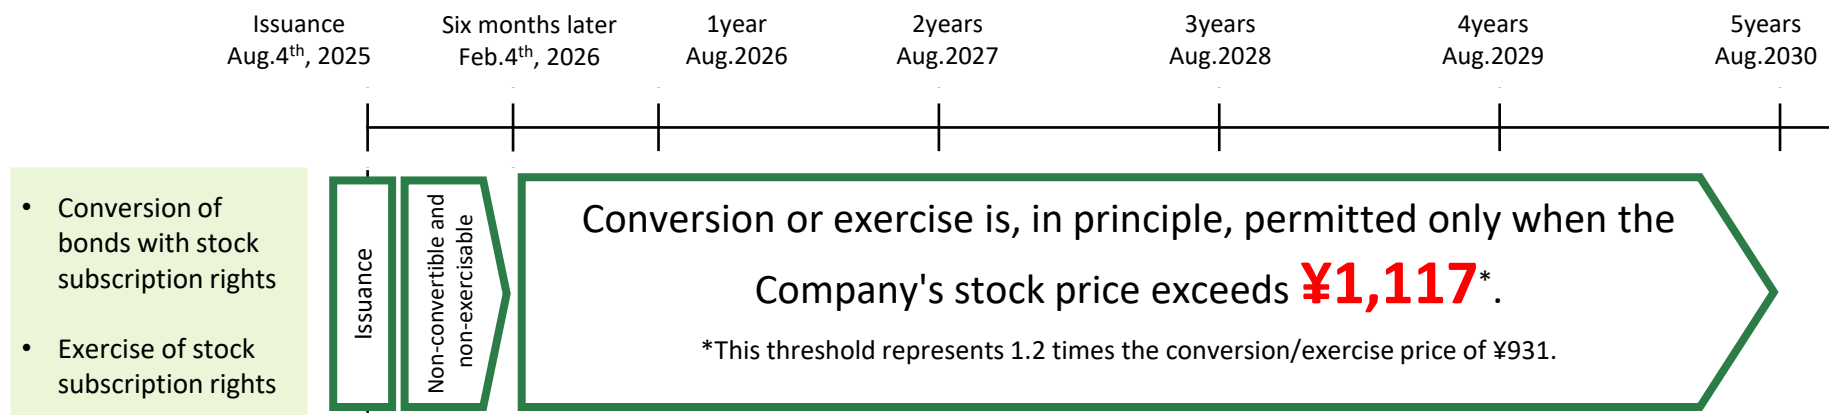 Issuance
Aug.4th, 2025
Six months later
Feb.4th, 2026
1year
Aug.2026
2years
Aug.2027
3years
Aug.2028
4years
Aug.2029
5years
Aug.2030
• Conversion of
bonds with stock
subscription rights
• Exercise of stock
subscription rights
Issuance
Non-convertible and
non-exercisable
Conversion or exercise is, in principle, permitted only when the
Company's stock price exceeds ¥1,117*.
*This threshold represents 1.2 times the conversion/exercise price of ¥931.